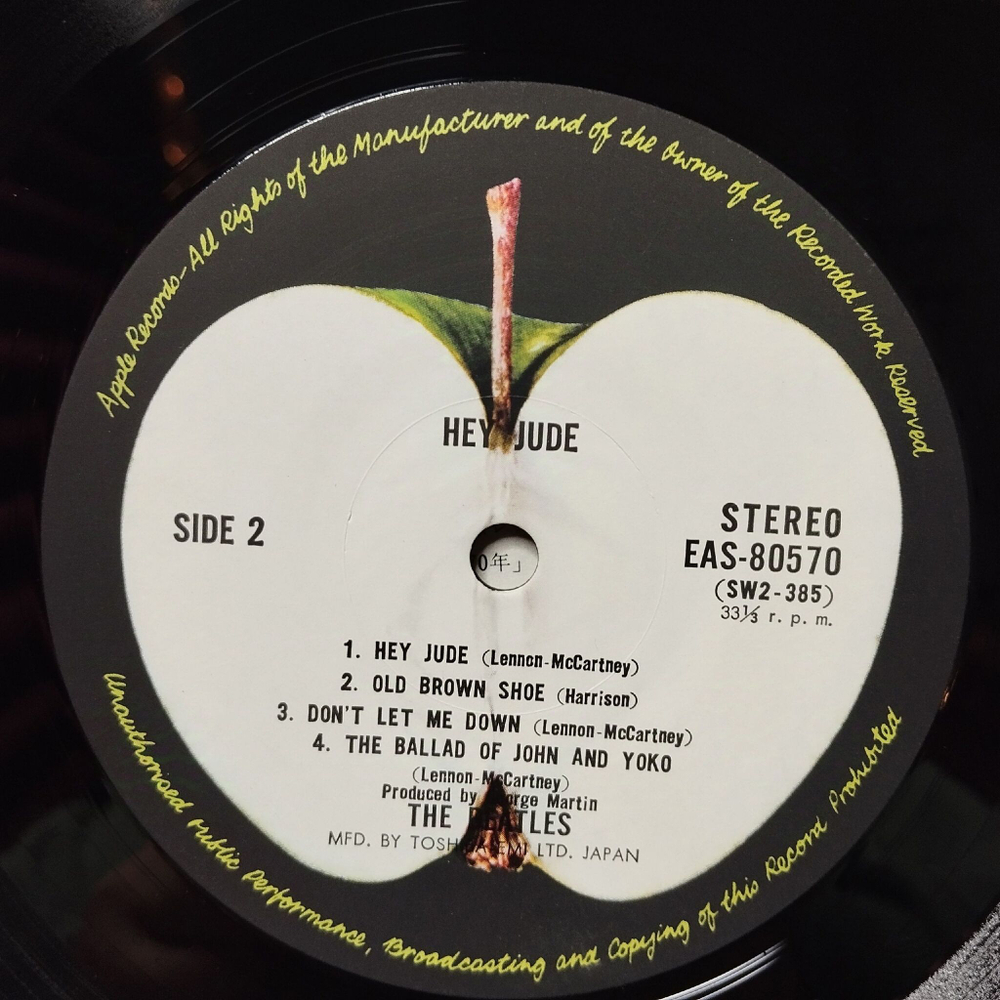 Apple Records-All Rights of the Manufacturer and of the Owner of the Recorded Work Reserved
HEY JUDE
SIDE 2
STEREO
EAS-80570
(SW2-385)
33⅓ r. p. m.
0年」
1. HEY JUDE (Lennon-McCartney)
2. OLD BROWN SHOE (Harrison)
3. DON'T LET ME DOWN (Lennon-McCartney)
4. THE BALLAD OF JOHN AND YOKO
(Lennon-McCartney)
Produced by George Martin
THE BEATLES
MFD. BY TOSHIBA EMI LTD. JAPAN
Unauthorised Public Performance, Broadcasting and Copying of this Record Prohibited